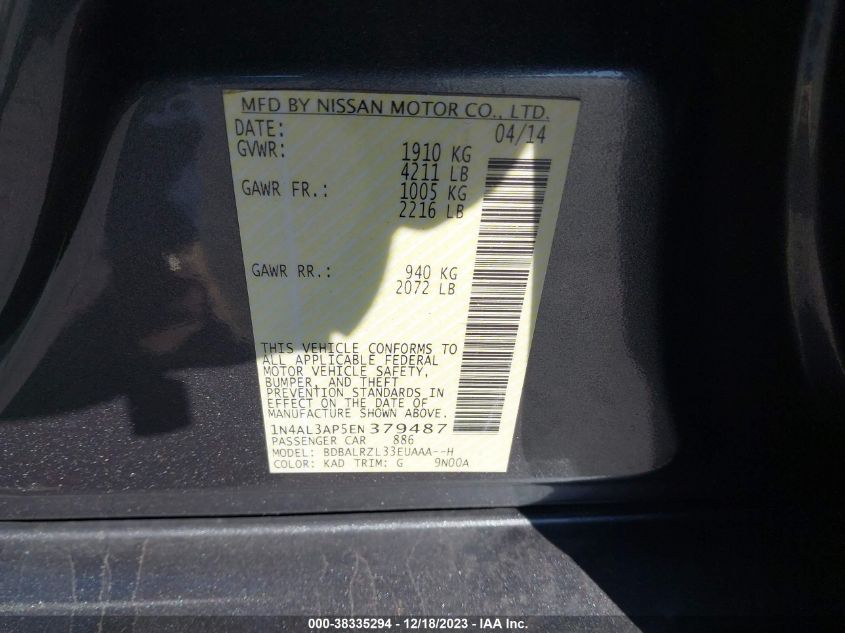 MFD BY NISSAN MOTOR CO., LTD.
DATE: 04/14
GVWR: 1910 KG
4211 LB
GAWR FR.: 1005 KG
2216 LB
GAWR RR.: 940 KG
2072 LB
THIS VEHICLE CONFORMS TO
ALL APPLICABLE FEDERAL
MOTOR VEHICLE SAFETY,
BUMPER, AND THEFT
PREVENTION STANDARDS IN
EFFECT ON THE DATE OF
MANUFACTURE SHOWN ABOVE.
1N4AL3AP5EN 379487
PASSENGER CAR 886
MODEL: BDBALRZL33EUAAA--H
COLOR: KAD TRIM: G 9N00A
000-38335294 - 12/18/2023 - IAA Inc.